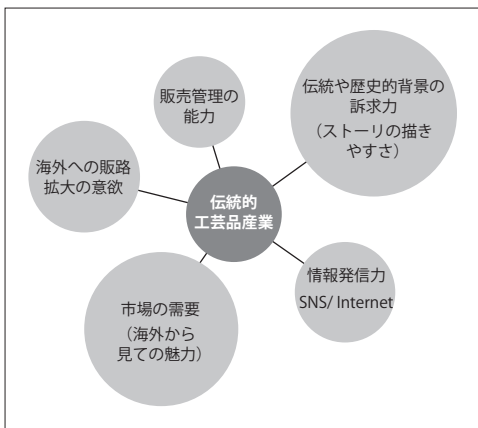 販売管理の
能力
伝統や歴史的背景の
訴求力
（ストーリの描き
やすさ）
海外への販路
拡大の意欲
伝統的
工芸品産業
情報発信力
SNS/ Internet
市場の需要
（海外から
見ての魅力）